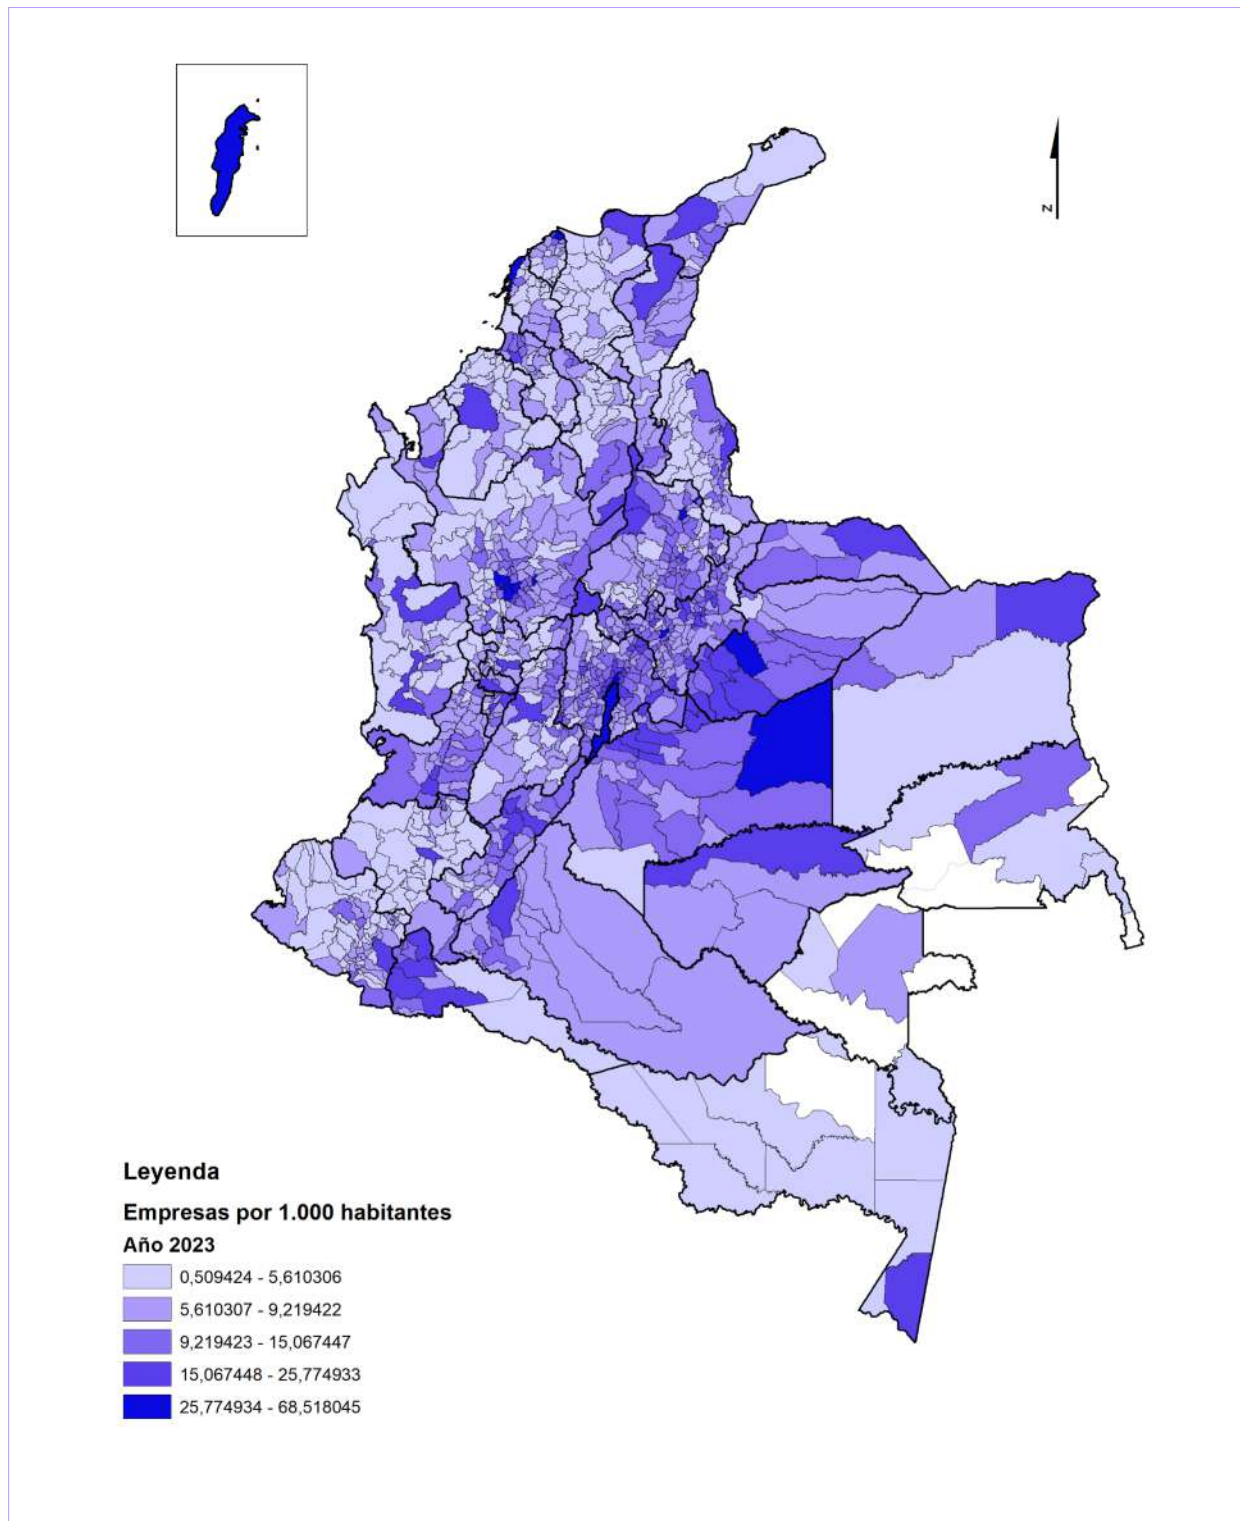 N
Leyenda
Empresas por 1.000 habitantes
Año 2023
0,509424 - 5,610306
5,610307 - 9,219422
9,219423 - 15,067447
15,067448 - 25,774933
25,774934 - 68,518045